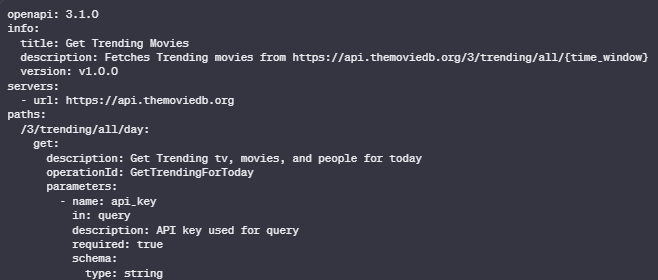 openapi: 3.1.0
info:
  title: Get Trending Movies
  description: Fetches Trending movies from https://api.themoviedb.org/3/trending/all/{time_window}
  version: v1.0.0
servers:
  - url: https://api.themoviedb.org
paths:
  /3/trending/all/day:
    get:
      description: Get Trending tv, movies, and people for today
      operationId: GetTrendingForToday
      parameters:
        - name: api_key
          in: query
          description: API key used for query
          required: true
          schema:
            type: string